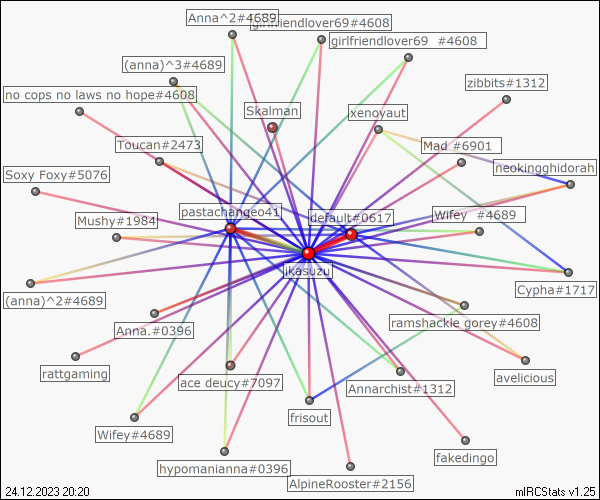 Anna^2#4689
girlfriendlover69#4608
girlfriendlover69  #4608
(anna)^3#4689
zibbits#1312
no cops no laws no hope#4608
Skalman
xenoyaut
Toucan#2473
Mad_#6901
Soxy Foxy#5076
neokingghidorah
pastachangeo41
default#0617
Mushy#1984
Wifey  #4689
ikasuzu
(anna)^2#4689
Cypha#1717
Anna.#0396
ramshackle gorey#4608
rattgaming
ace deucy#7097
Annarchist#1312
avelicious
frisout
Wifey#4689
hypomanianna#0396
fakedingo
AlpineRooster#2156
24.12.2023 20:20
mIRCStats v1.25